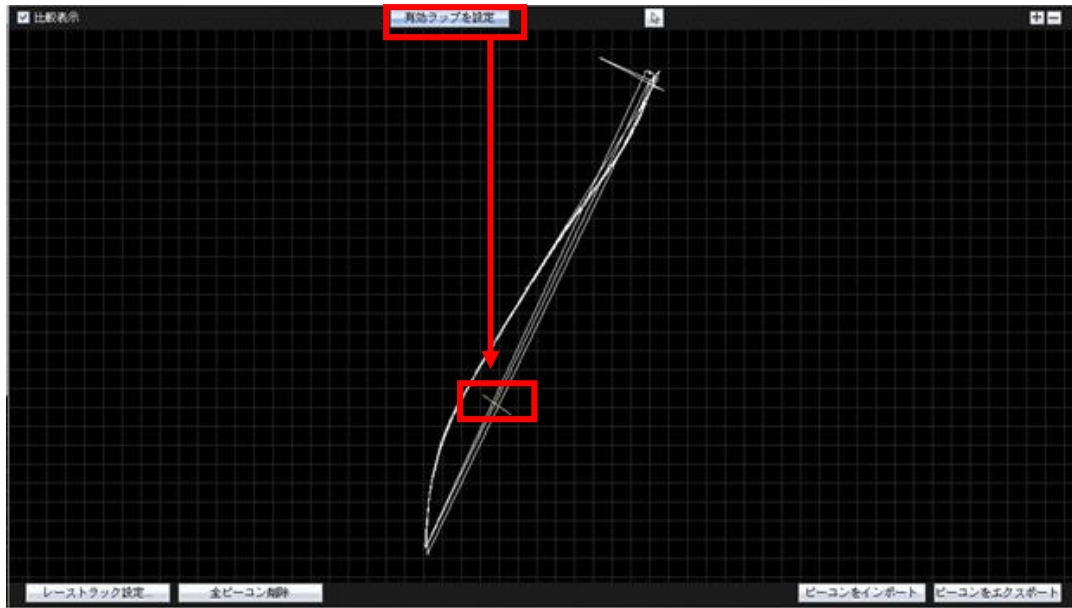 比較表示
有効ラップを設定
レーストラック設定...
全ビーコン削除
ビーコンをインポート
ビーコンをエクスポート